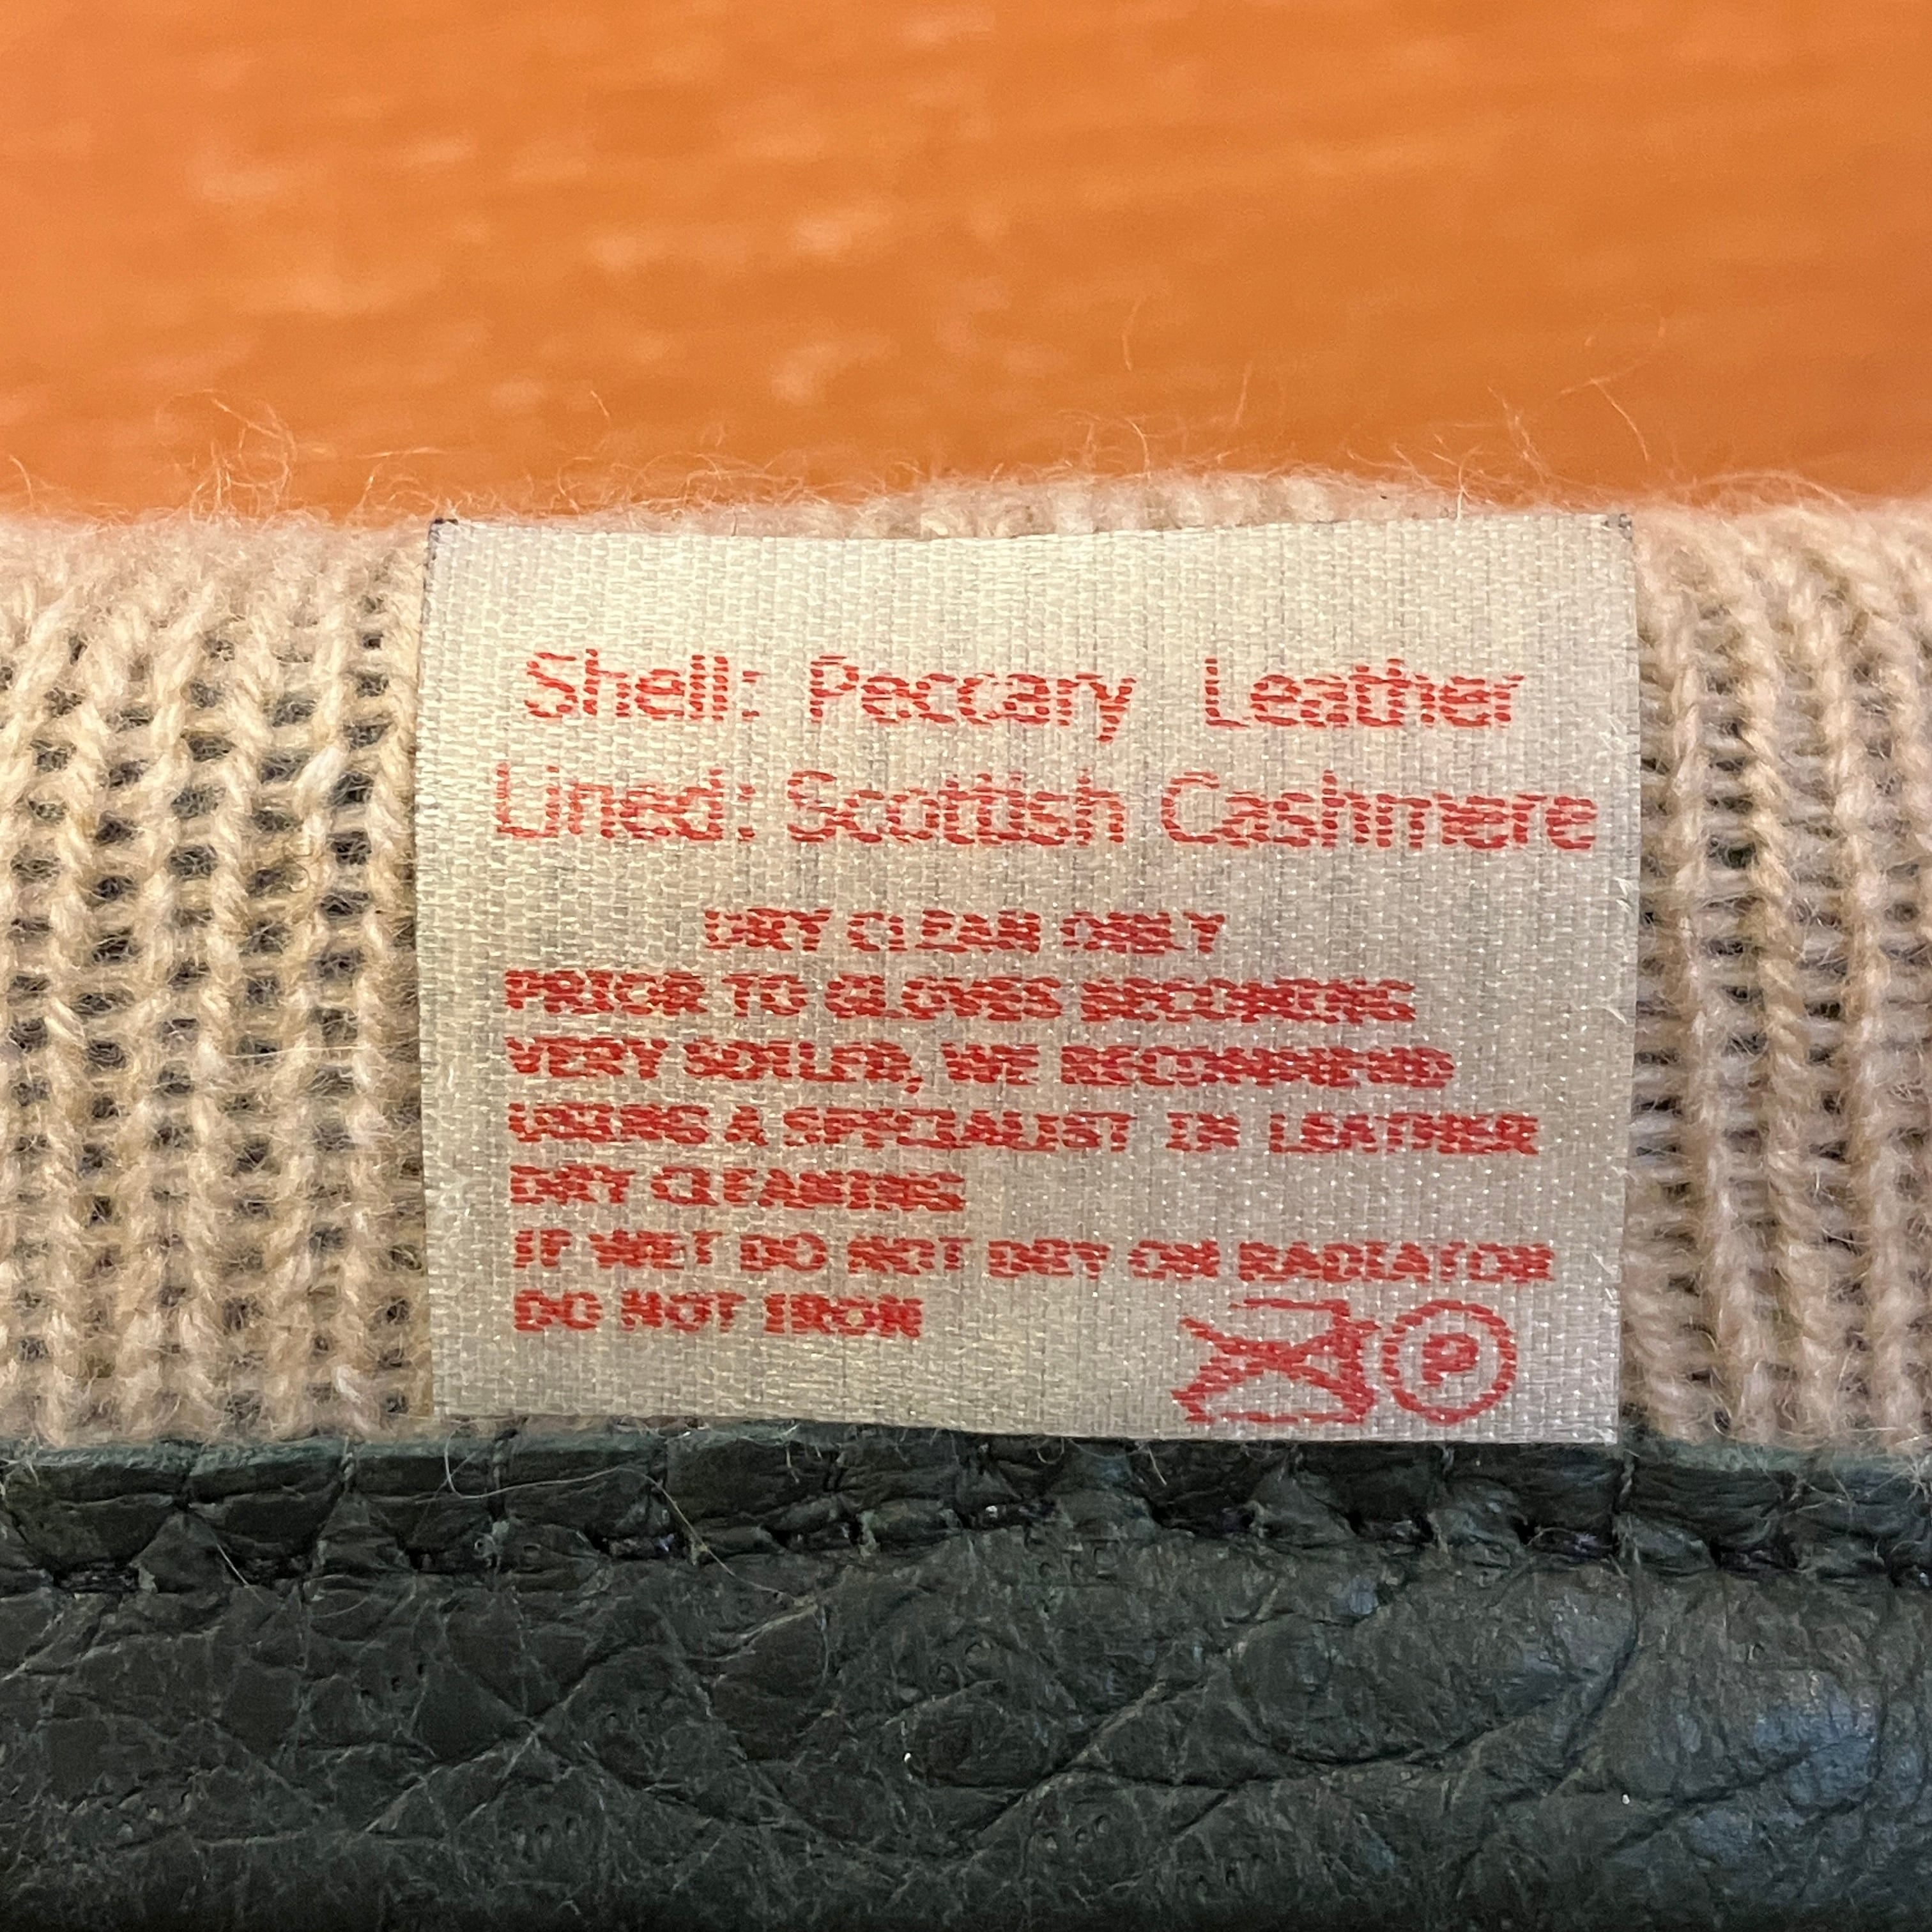 Shell: Peccary Leather
Lined: Scottish Cashmere
DRY CLEAN ONLY
PRIOR TO GLOVES BECOMING
VERY SOILED, WE RECOMMEND
USING A SPECIALIST IN LEATHER
DRY CLEANING
IF WET DO NOT DRY ON RADIATOR
DO NOT IRON